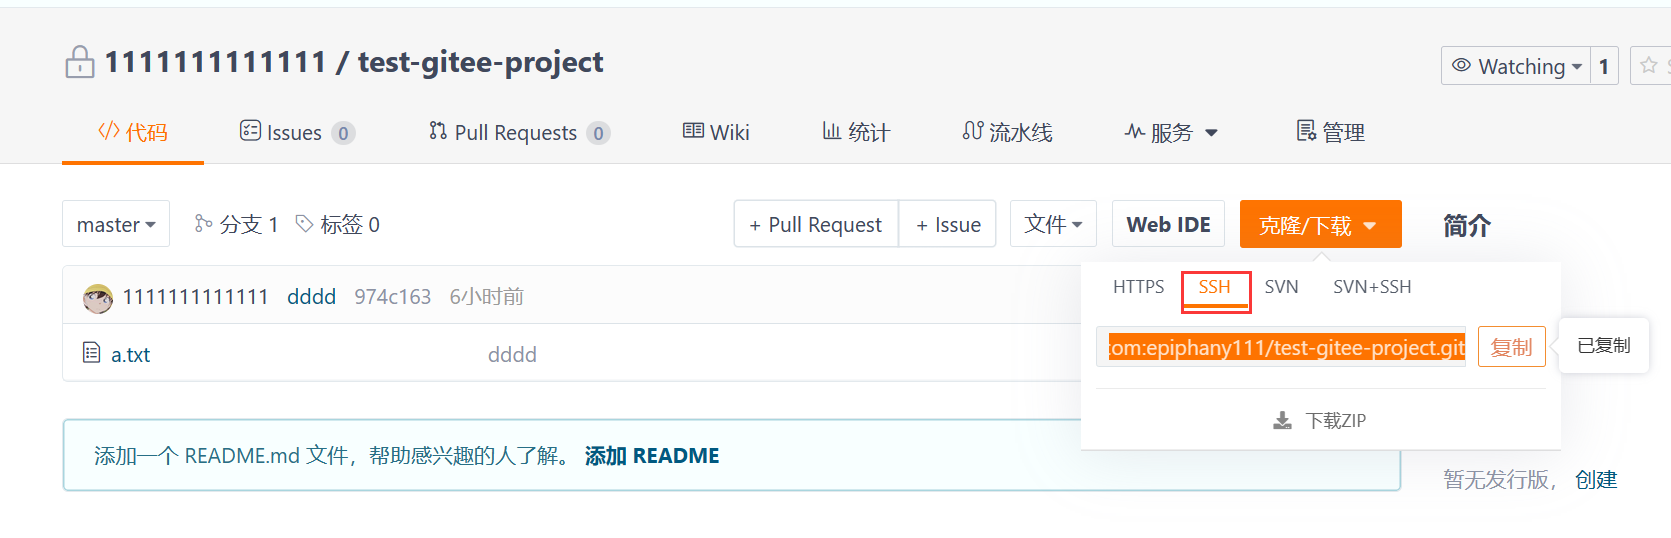 1111111111111 / test-gitee-project
Watching 1
代码 Issues 0 Pull Requests 0 Wiki 统计 流水线 服务 管理
master 分支 1 标签 0 + Pull Request + Issue 文件 Web IDE 克隆/下载 简介
HTTPS SSH SVN SVN+SSH
1111111111111 dddd 974c163 6小时前
com:epiphany111/test-gitee-project.git 复制 已复制
a.txt dddd
下载ZIP
添加一个 README.md 文件，帮助感兴趣的人了解。 添加 README
暂无发行版， 创建